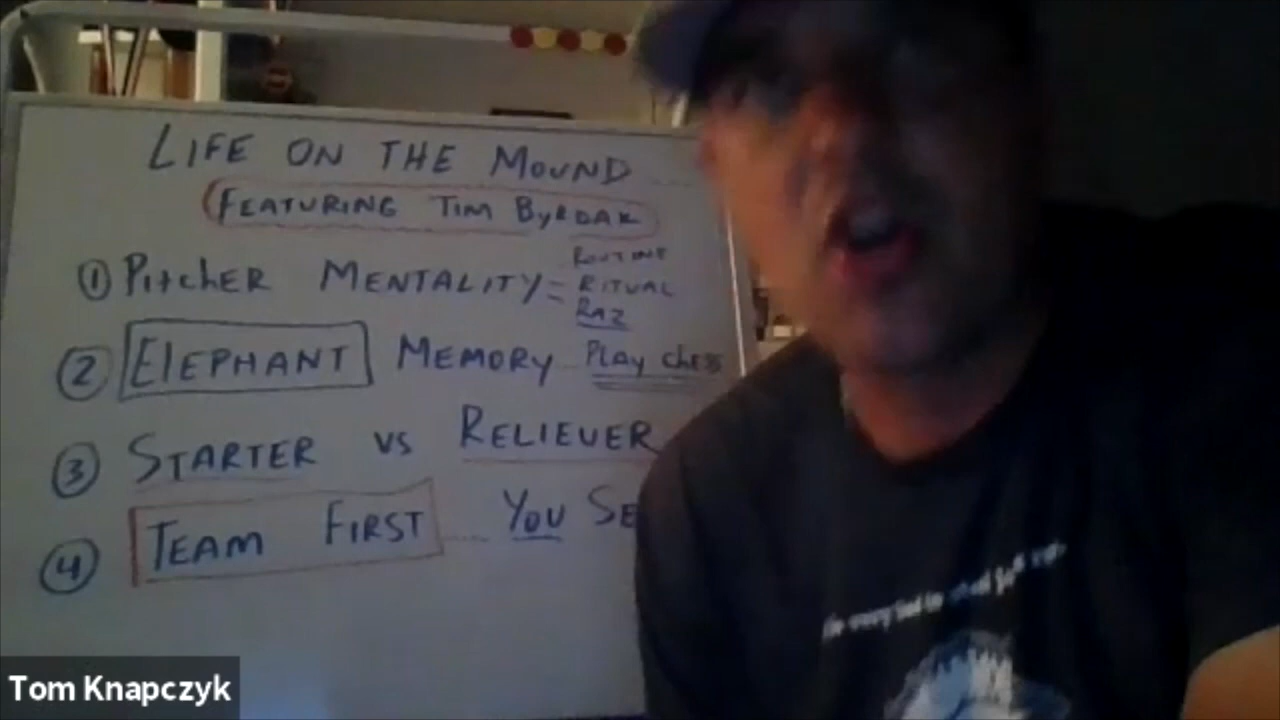 LIFE ON THE MOUND
FEATURING TIM BYRDAK
① PitcHER MENTALITY = ROUTINE
RITUAL
RAZ
② ElEPHANT MEMORY Play chess
③ STARTER vs RELIEVER
④ TEAM FIRST ... YOU SE
Tom Knapczyk